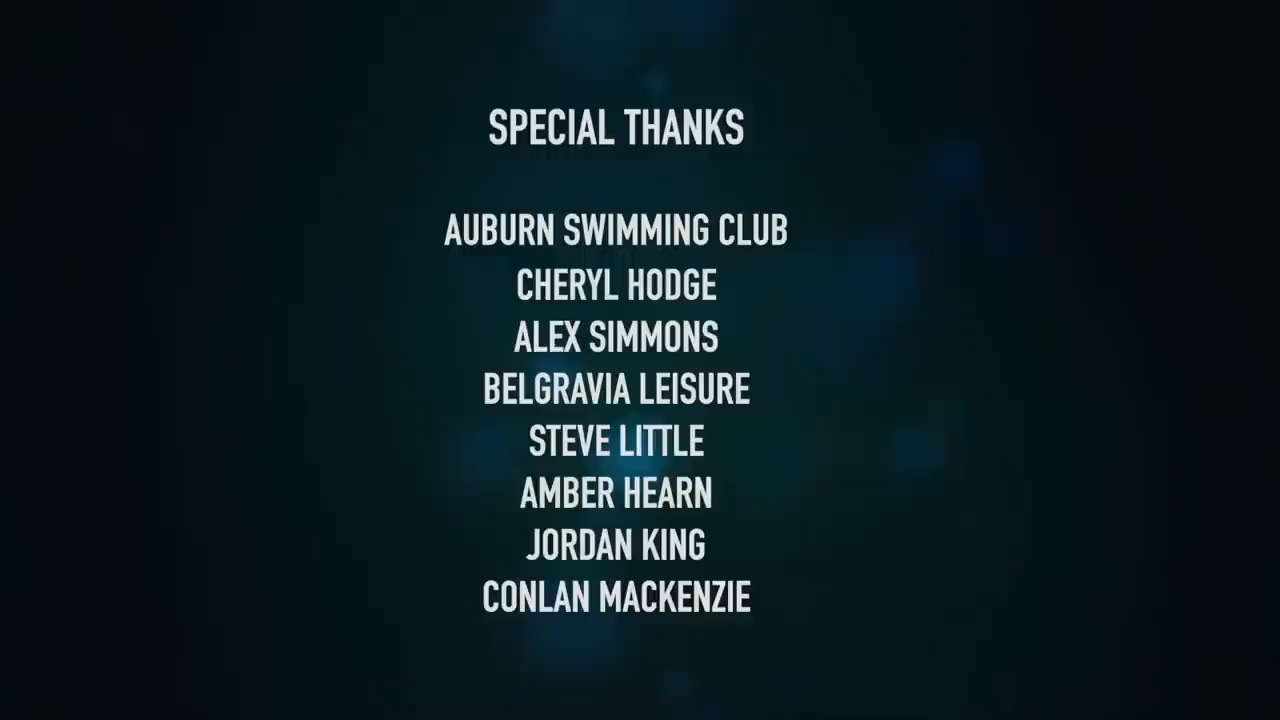 SPECIAL THANKS
AUBURN SWIMMING CLUB
CHERYL HODGE
ALEX SIMMONS
BELGRAVIA LEISURE
STEVE LITTLE
AMBER HEARN
JORDAN KING
CONLAN MACKENZIE